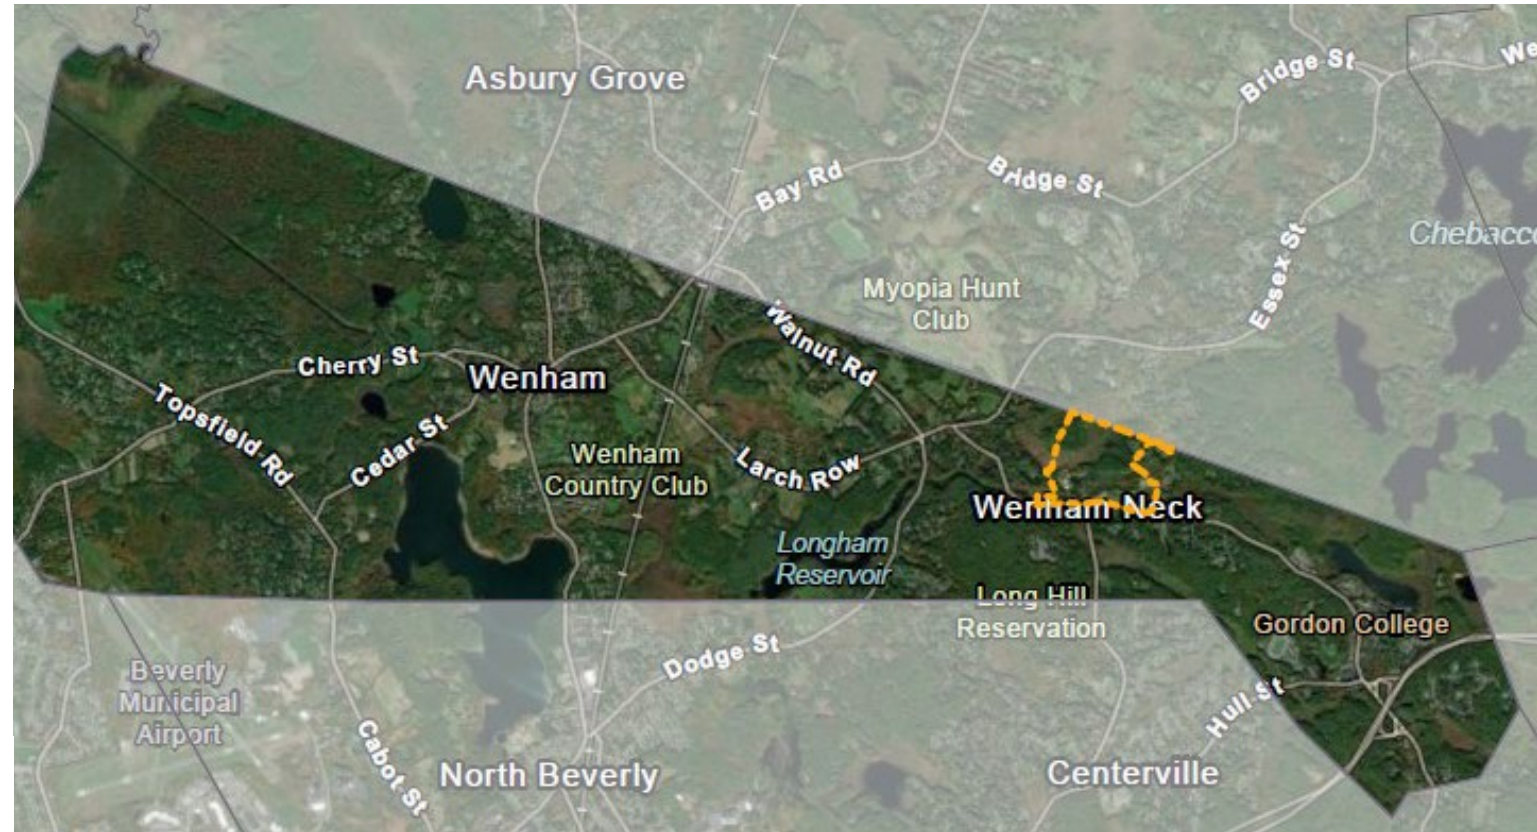 Asbury Grove
Bridge St
We
Bay Rd
Bridge St
Chebacco
Essex St
Myopia Hunt
Club
Walnut Rd
Cherry St
Wenham
Topsfield Rd
Cedar St
Wenham
Country Club
Larch Row
Wenham Neck
Longham
Reservoir
Long Hill
Reservation
Gordon College
Dodge St
Beverly
Municipal
Airport
Hull St
Cabot St
North Beverly
Centerville